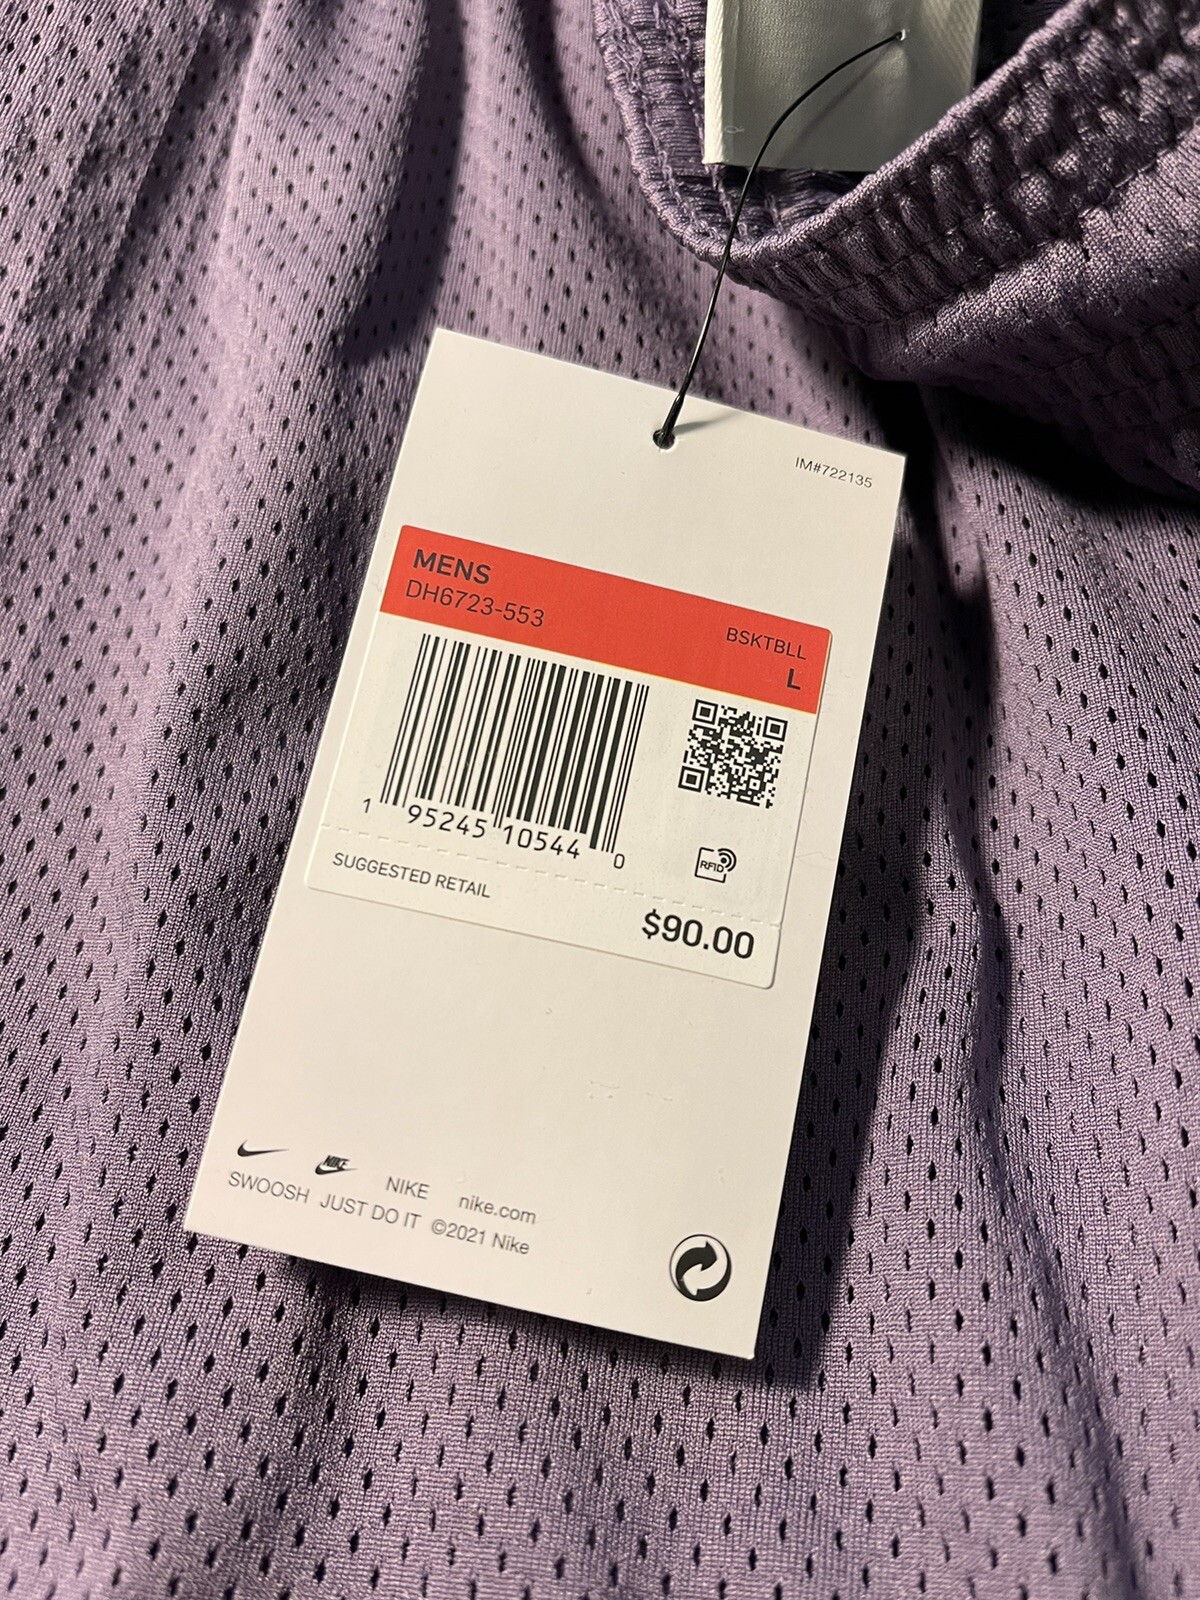 IM#722135
MENS
DH6723-553
BSKTBLL
L
1 95245 10544 0
RFID
SUGGESTED RETAIL
$90.00
NIKE NIKE nike.com
SWOOSH JUST DO IT ©2021 Nike